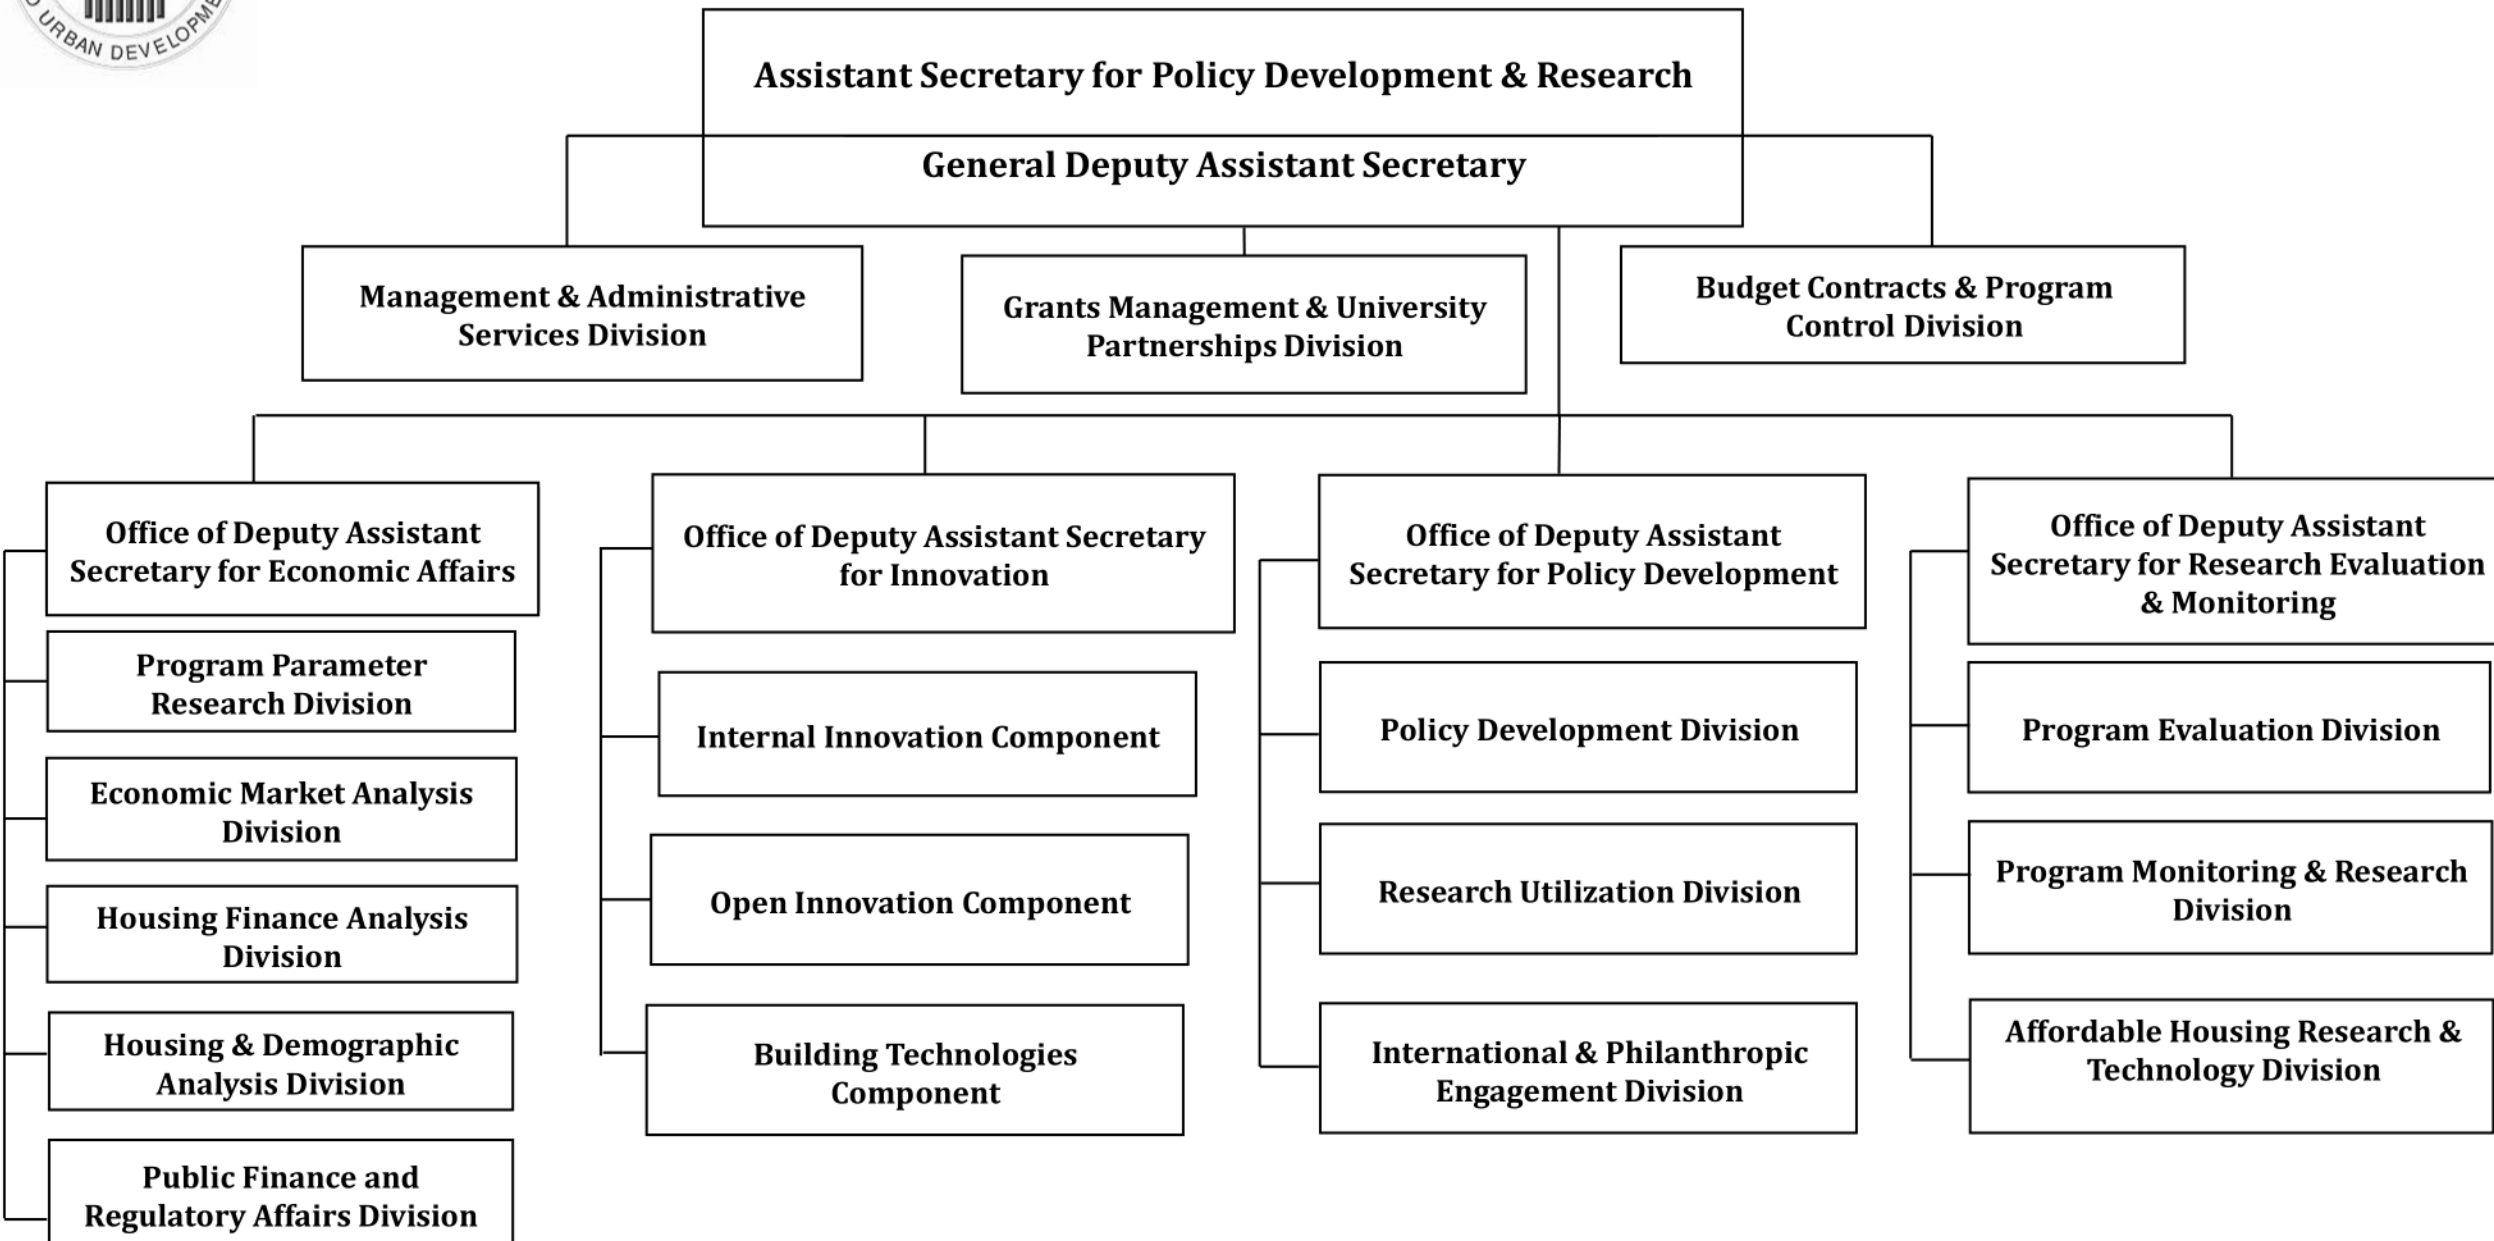 URBAN DEVELOPME
Assistant Secretary for Policy Development & Research
General Deputy Assistant Secretary
Management & Administrative
Services Division
Grants Management & University
Partnerships Division
Budget Contracts & Program
Control Division
Office of Deputy Assistant
Secretary for Economic Affairs
Program Parameter
Research Division
Economic Market Analysis
Division
Housing Finance Analysis
Division
Housing & Demographic
Analysis Division
Public Finance and
Regulatory Affairs Division
Office of Deputy Assistant Secretary
for Innovation
Internal Innovation Component
Open Innovation Component
Building Technologies
Component
Office of Deputy Assistant
Secretary for Policy Development
Policy Development Division
Research Utilization Division
International & Philanthropic
Engagement Division
Office of Deputy Assistant
Secretary for Research Evaluation
& Monitoring
Program Evaluation Division
Program Monitoring & Research
Division
Affordable Housing Research &
Technology Division